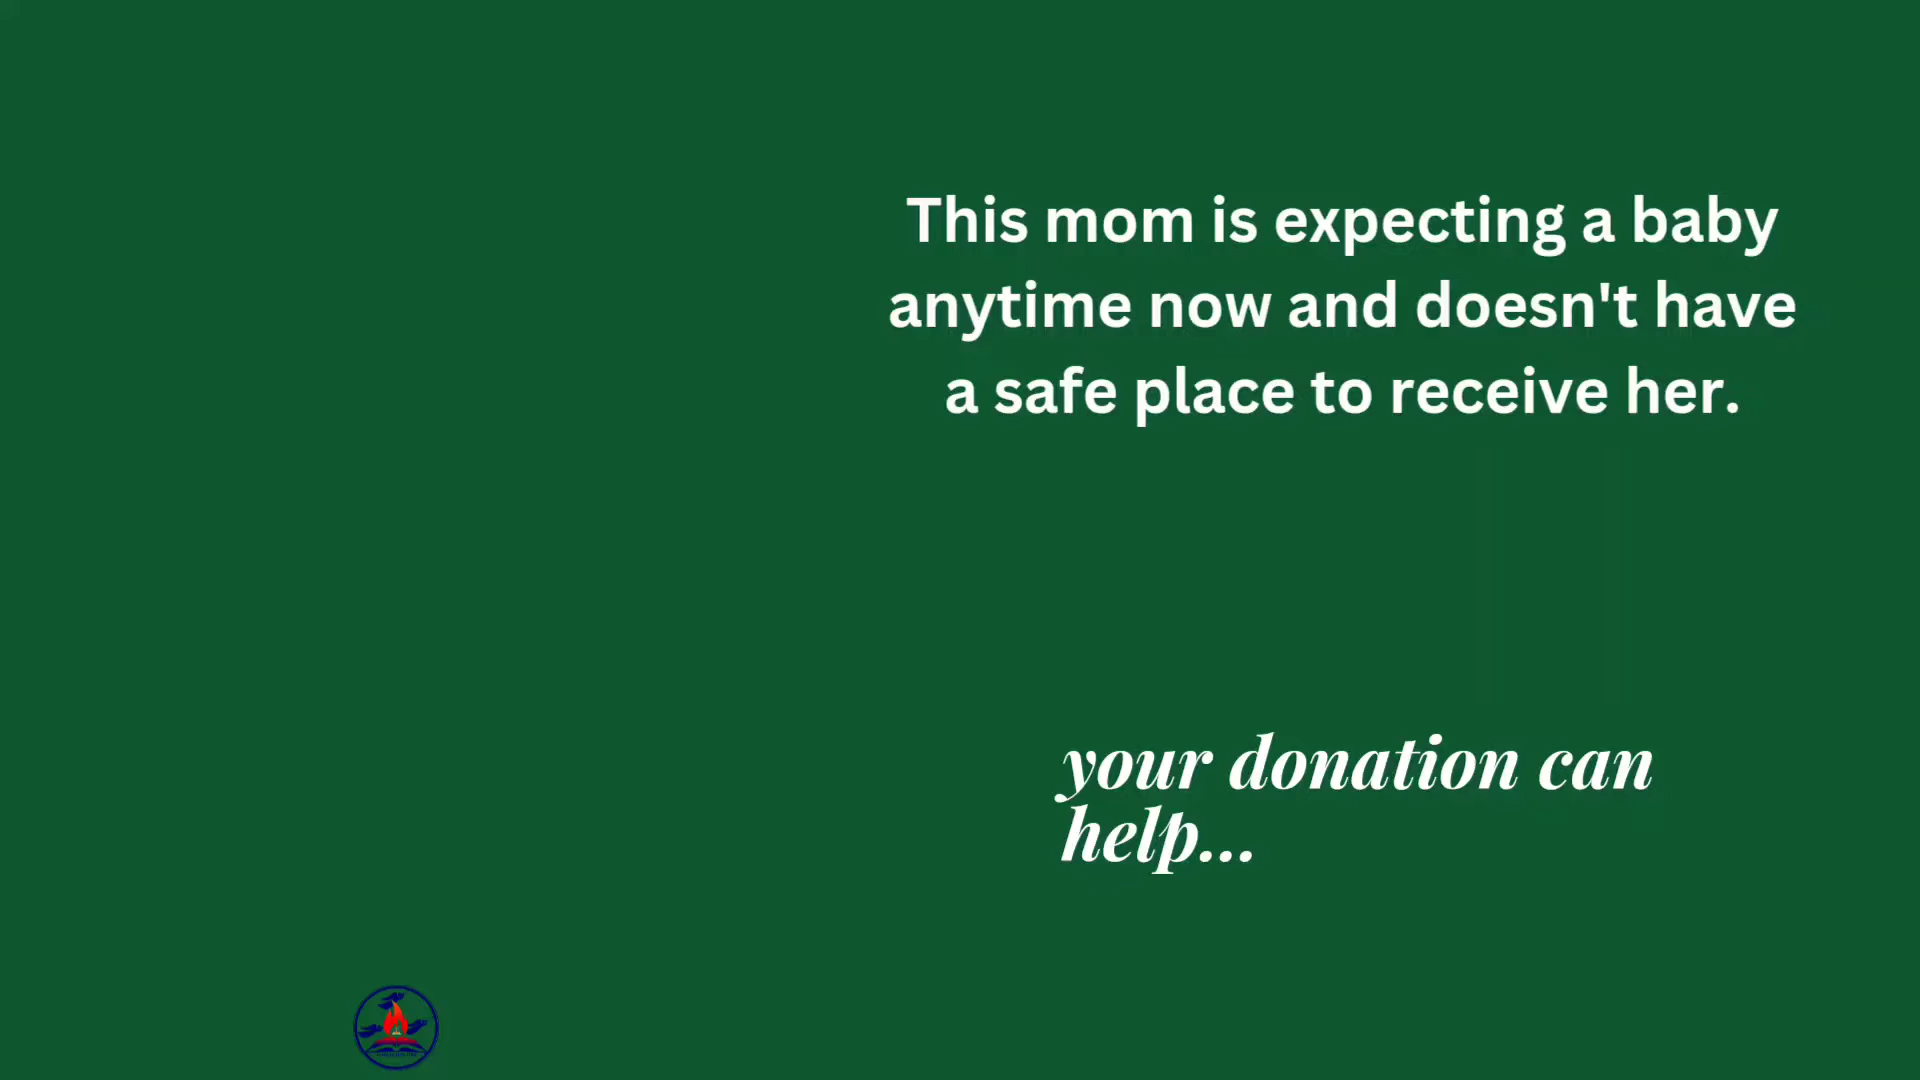 This mom is expecting a baby
anytime now and doesn't have
a safe place to receive her.
your donation can
help...